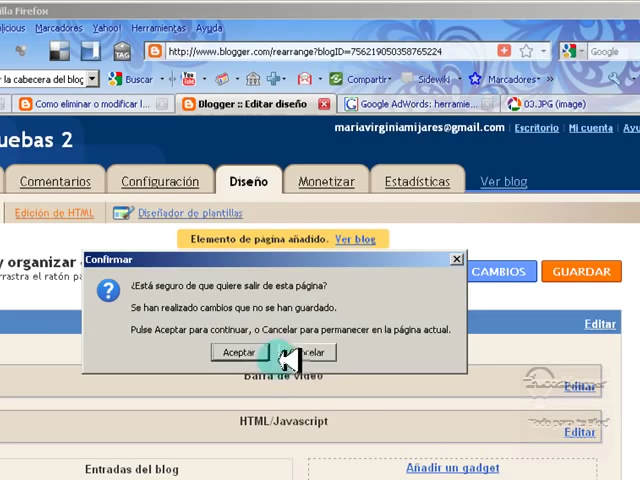 illa Firefox
licious Marcadores Yahoo! Herramientas Ayuda
http://www.blogger.com/rearrange?blogID=756219050358765224
Google
r la cabecera del blog Buscar Compartir Sidewiki Marcadores
Como eliminar o modificar l... Blogger :: Editar diseño Google AdWords: herramie... 03.JPG (image)
uebas 2
mariavirginiamijares@gmail.com Escritorio Mi cuenta Ayu
Comentarios Configuración Diseño Monetizar Estadísticas Ver blog
Edición de HTML Diseñador de plantillas
Elemento de página añadido. Ver blog
y organizar
rrastra el ratón pa
CAMBIOS GUARDAR
Confirmar
¿Está seguro de que quiere salir de esta página?
Se han realizado cambios que no se han guardado.
Pulse Aceptar para continuar, o Cancelar para permanecer en la página actual.
Aceptar Cancelar
Editar
Barra de vídeo
Editar
HTML/Javascript
Editar
Entradas del blog Añadir un gadget
Editar